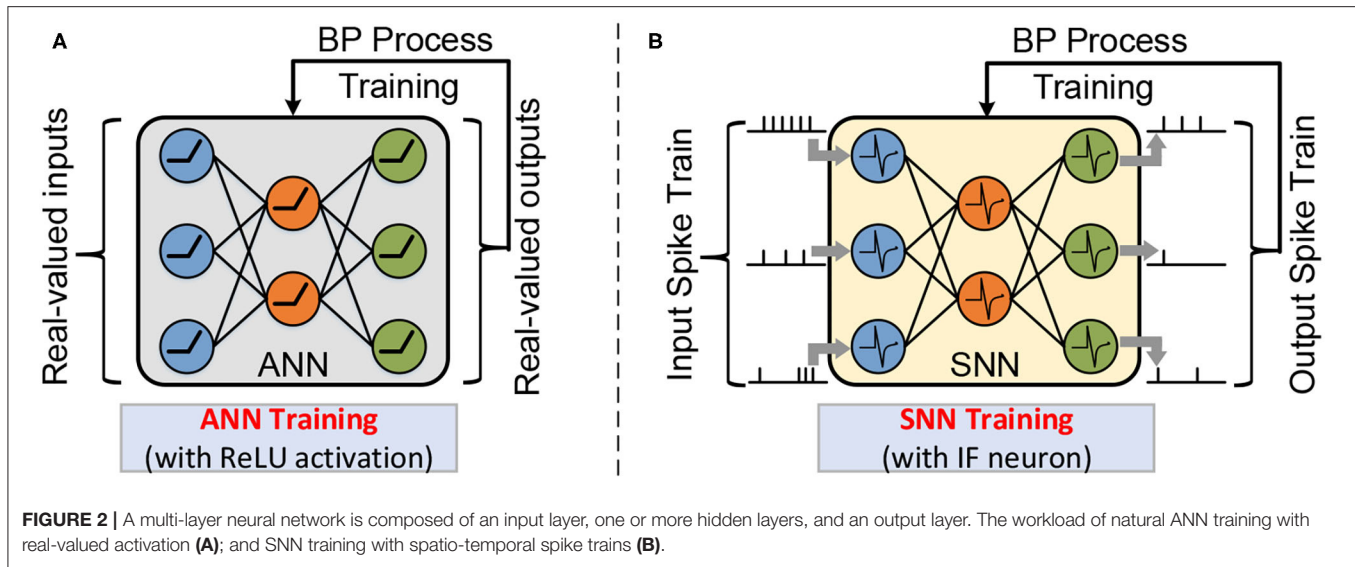 A
BP Process
Training
Real-valued inputs
ANN
Real-valued outputs
ANN Training
(with ReLU activation)
B
BP Process
Training
Input Spike Train
SNN
Output Spike Train
SNN Training
(with IF neuron)
FIGURE 2 | A multi-layer neural network is composed of an input layer, one or more hidden layers, and an output layer. The workload of natural ANN training with
real-valued activation (A); and SNN training with spatio-temporal spike trains (B).